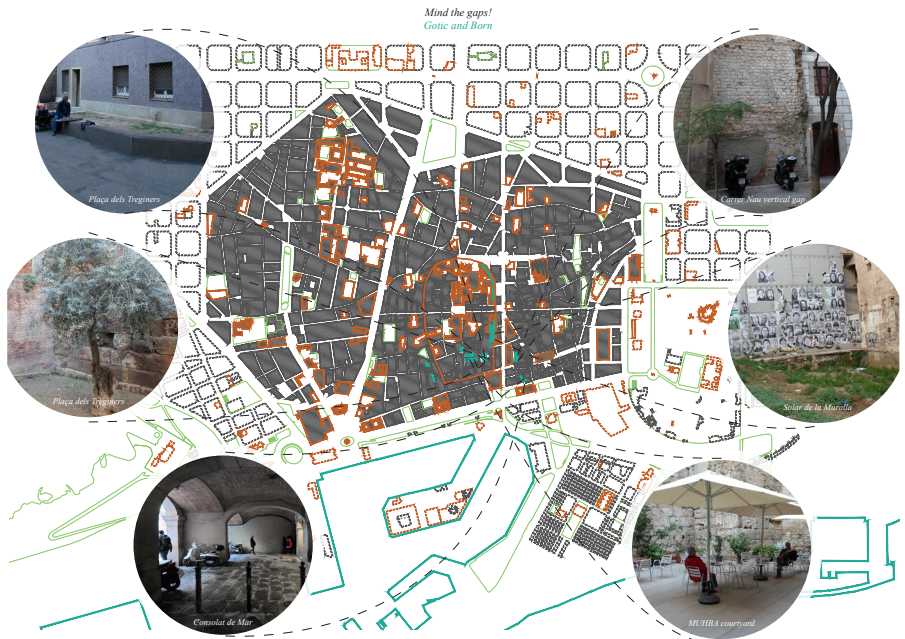 Mind the gaps!
Gotic and Born
Plaça dels Treginers
Carrer Nau vertical gap
Plaça dels Treginers
Solar de la Muralla
Consolat de Mar
MUHBA courtyard